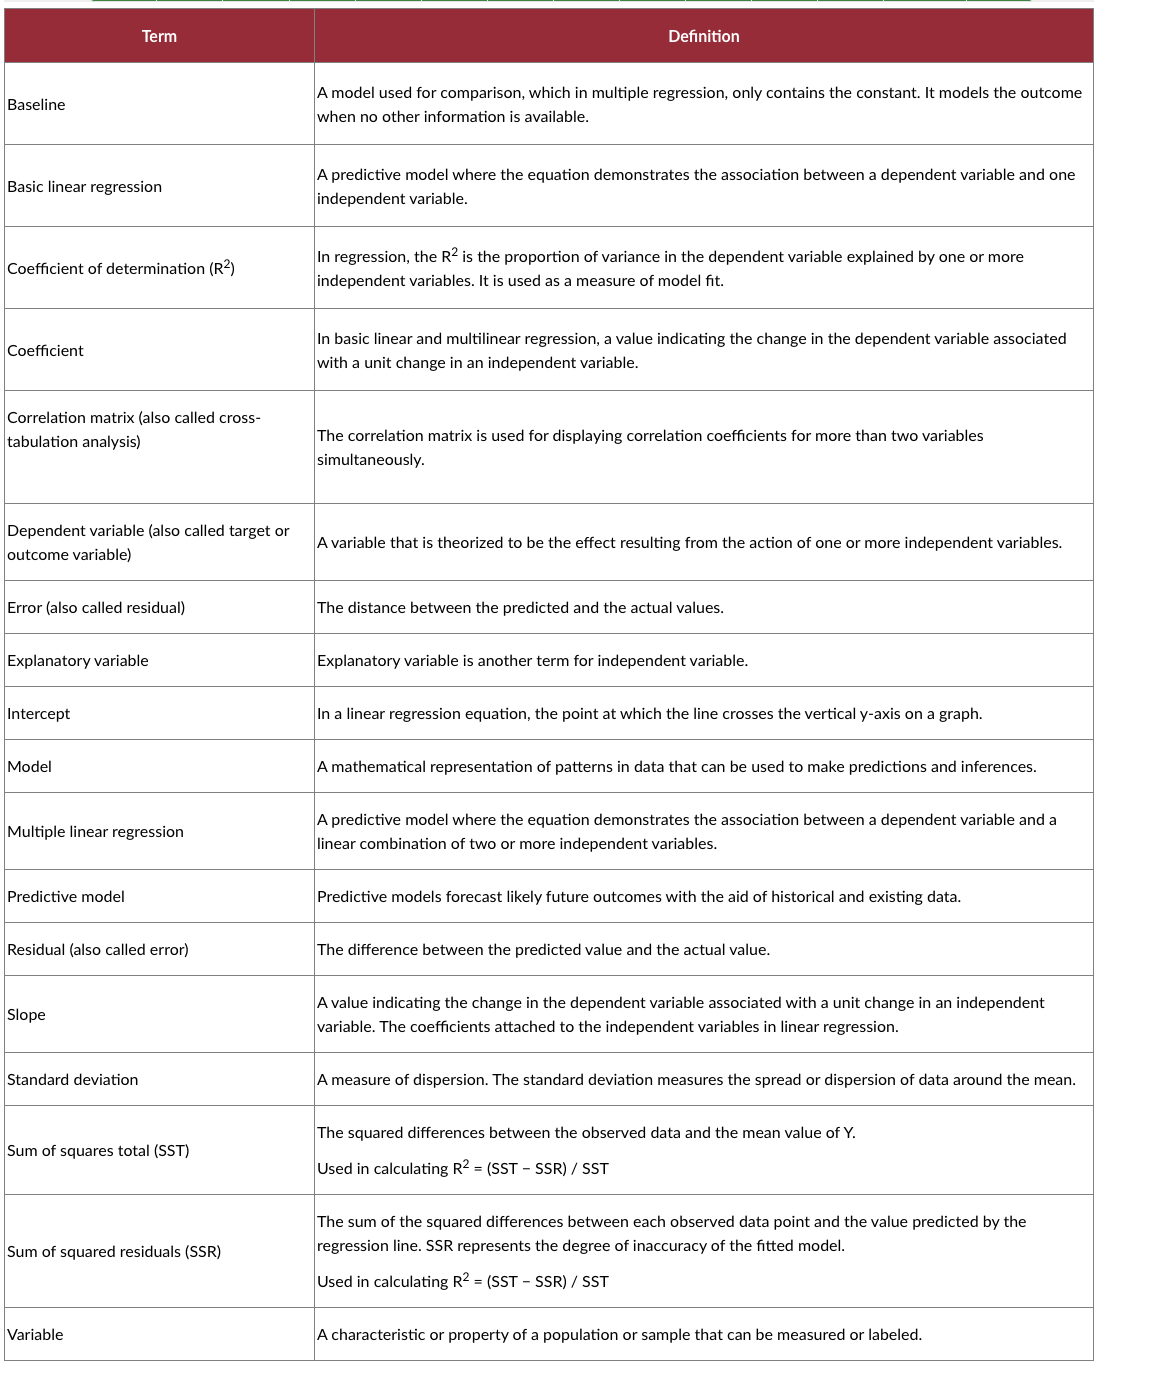 Term
Definition
Baseline
A model used for comparison, which in multiple regression, only contains the constant. It models the outcome
when no other information is available.
Basic linear regression
A predictive model where the equation demonstrates the association between a dependent variable and one
independent variable.
Coefficient of determination (R²)
In regression, the R² is the proportion of variance in the dependent variable explained by one or more
independent variables. It is used as a measure of model fit.
Coefficient
In basic linear and multilinear regression, a value indicating the change in the dependent variable associated
with a unit change in an independent variable.
Correlation matrix (also called cross-
tabulation analysis)
The correlation matrix is used for displaying correlation coefficients for more than two variables
simultaneously.
Dependent variable (also called target or
outcome variable)
A variable that is theorized to be the effect resulting from the action of one or more independent variables.
Error (also called residual)
The distance between the predicted and the actual values.
Explanatory variable
Explanatory variable is another term for independent variable.
Intercept
In a linear regression equation, the point at which the line crosses the vertical y-axis on a graph.
Model
A mathematical representation of patterns in data that can be used to make predictions and inferences.
Multiple linear regression
A predictive model where the equation demonstrates the association between a dependent variable and a
linear combination of two or more independent variables.
Predictive model
Predictive models forecast likely future outcomes with the aid of historical and existing data.
Residual (also called error)
The difference between the predicted value and the actual value.
Slope
A value indicating the change in the dependent variable associated with a unit change in an independent
variable. The coefficients attached to the independent variables in linear regression.
Standard deviation
A measure of dispersion. The standard deviation measures the spread or dispersion of data around the mean.
Sum of squares total (SST)
The squared differences between the observed data and the mean value of Y.
Used in calculating R² = (SST − SSR) / SST
Sum of squared residuals (SSR)
The sum of the squared differences between each observed data point and the value predicted by the
regression line. SSR represents the degree of inaccuracy of the fitted model.
Used in calculating R² = (SST − SSR) / SST
Variable
A characteristic or property of a population or sample that can be measured or labeled.